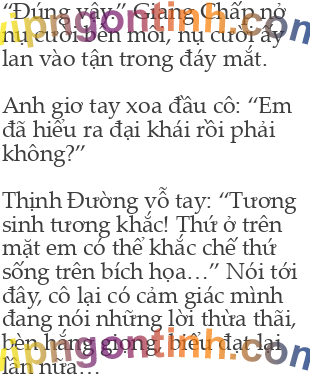 “Đúng vậy.” Giang Chấp nở
nụ cười bên môi, nụ cười ấy
lan vào tận trong đáy mắt.
Anh giơ tay xoa đầu cô: “Em
đã hiểu ra đại khái rồi phải
không?”
Thịnh Đường vỗ tay: “Tương
sinh tương khắc! Thứ ở trên
mặt em có thể khắc chế thứ
sống trên bích họa…” Nói tới
đây, cô lại có cảm giác mình
đang nói những lời thừa thãi,
bèn hắng giọng, biểu đạt lại
lần nữa…
vipngontinh.com
vipngontinh.com